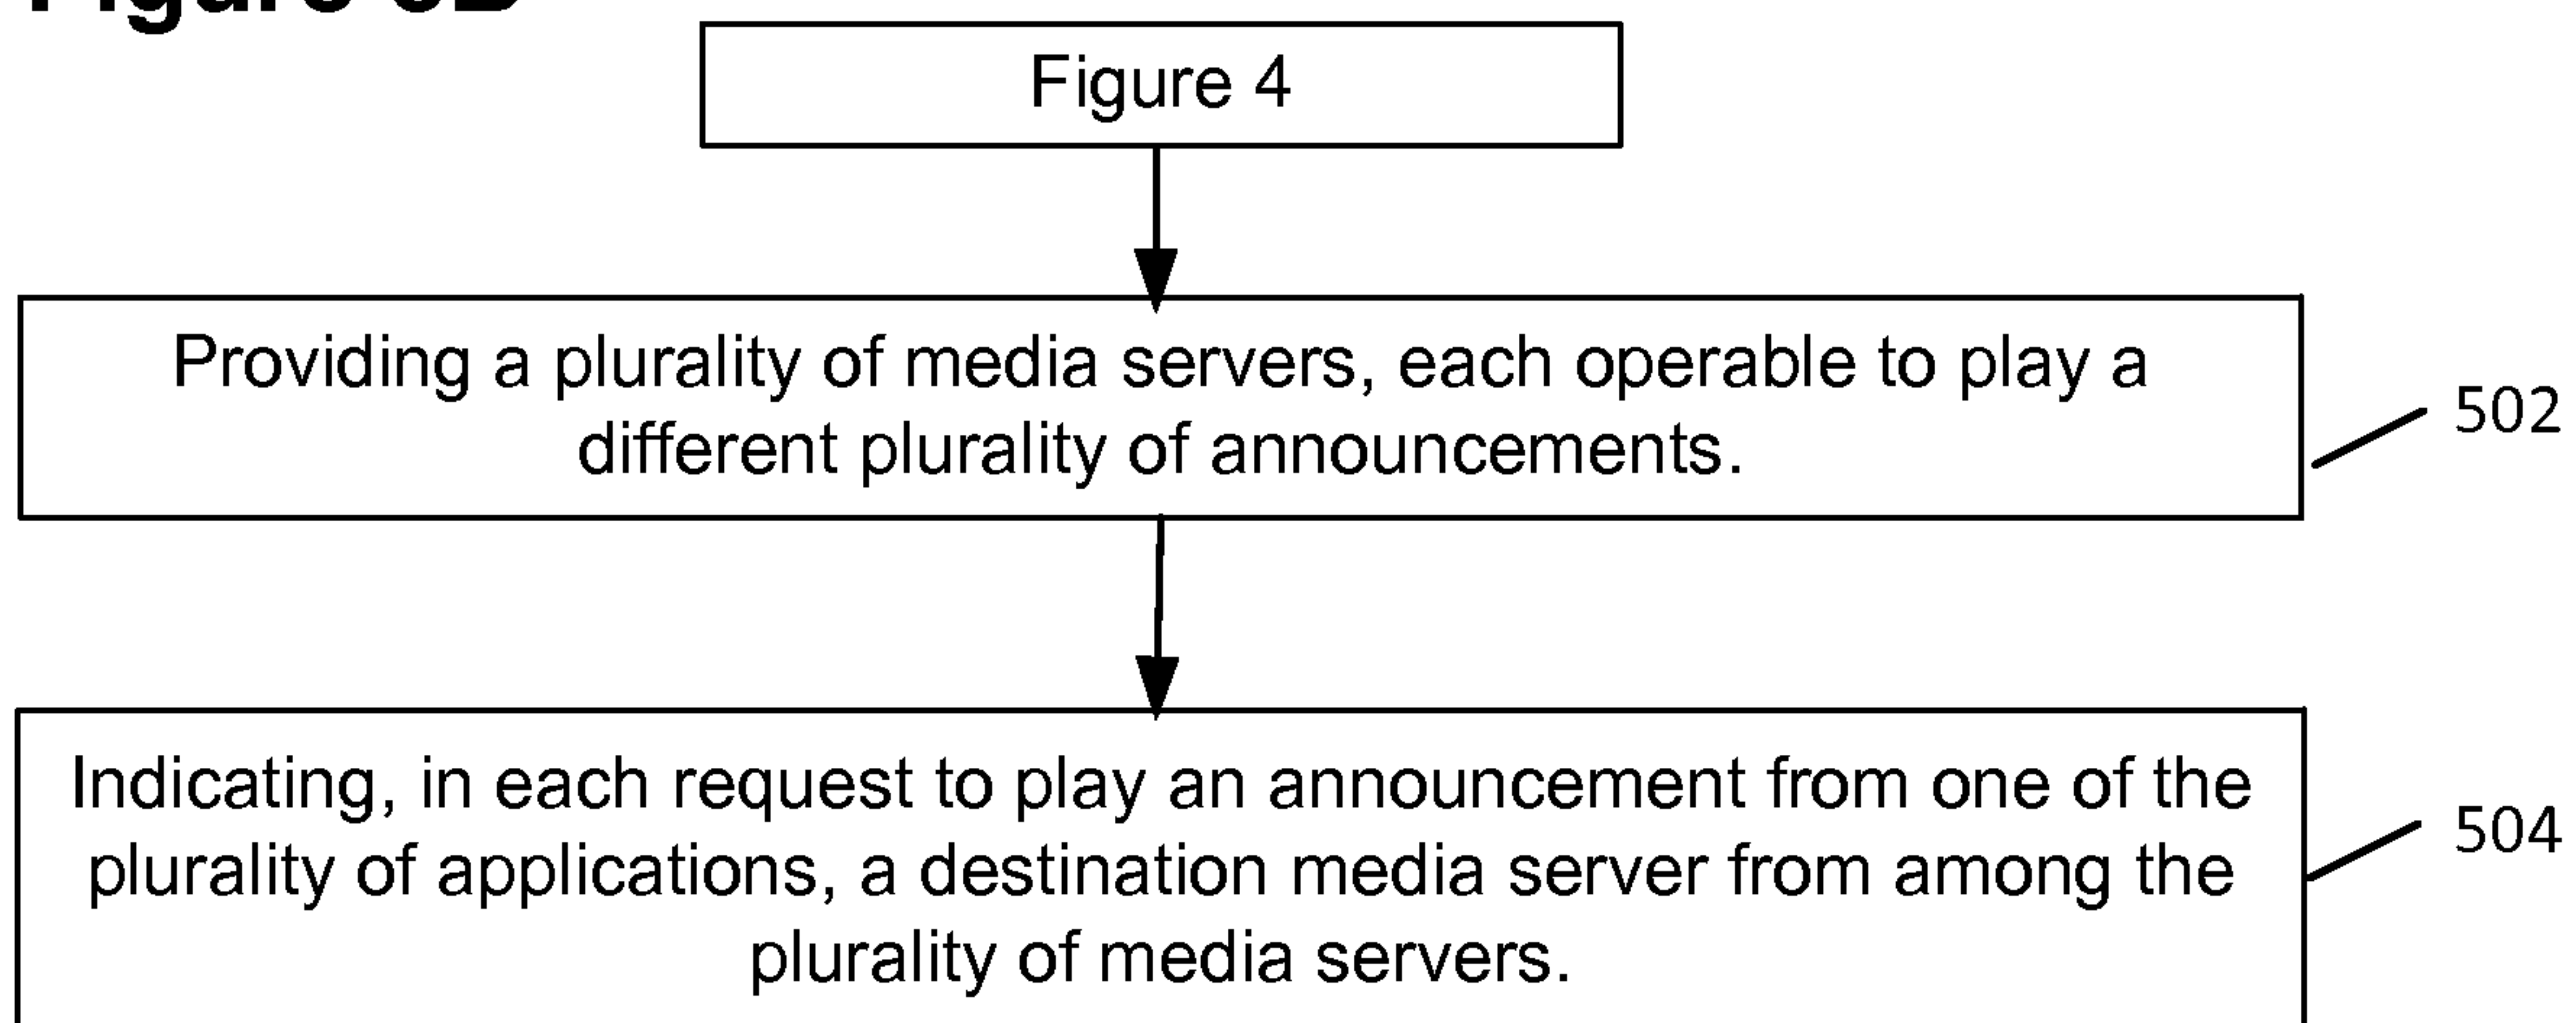 Figure 4
Providing a plurality of media servers, each operable to play a
different plurality of announcements.
502
Indicating, in each request to play an announcement from one of the
plurality of applications, a destination media server from among the
plurality of media servers.
504